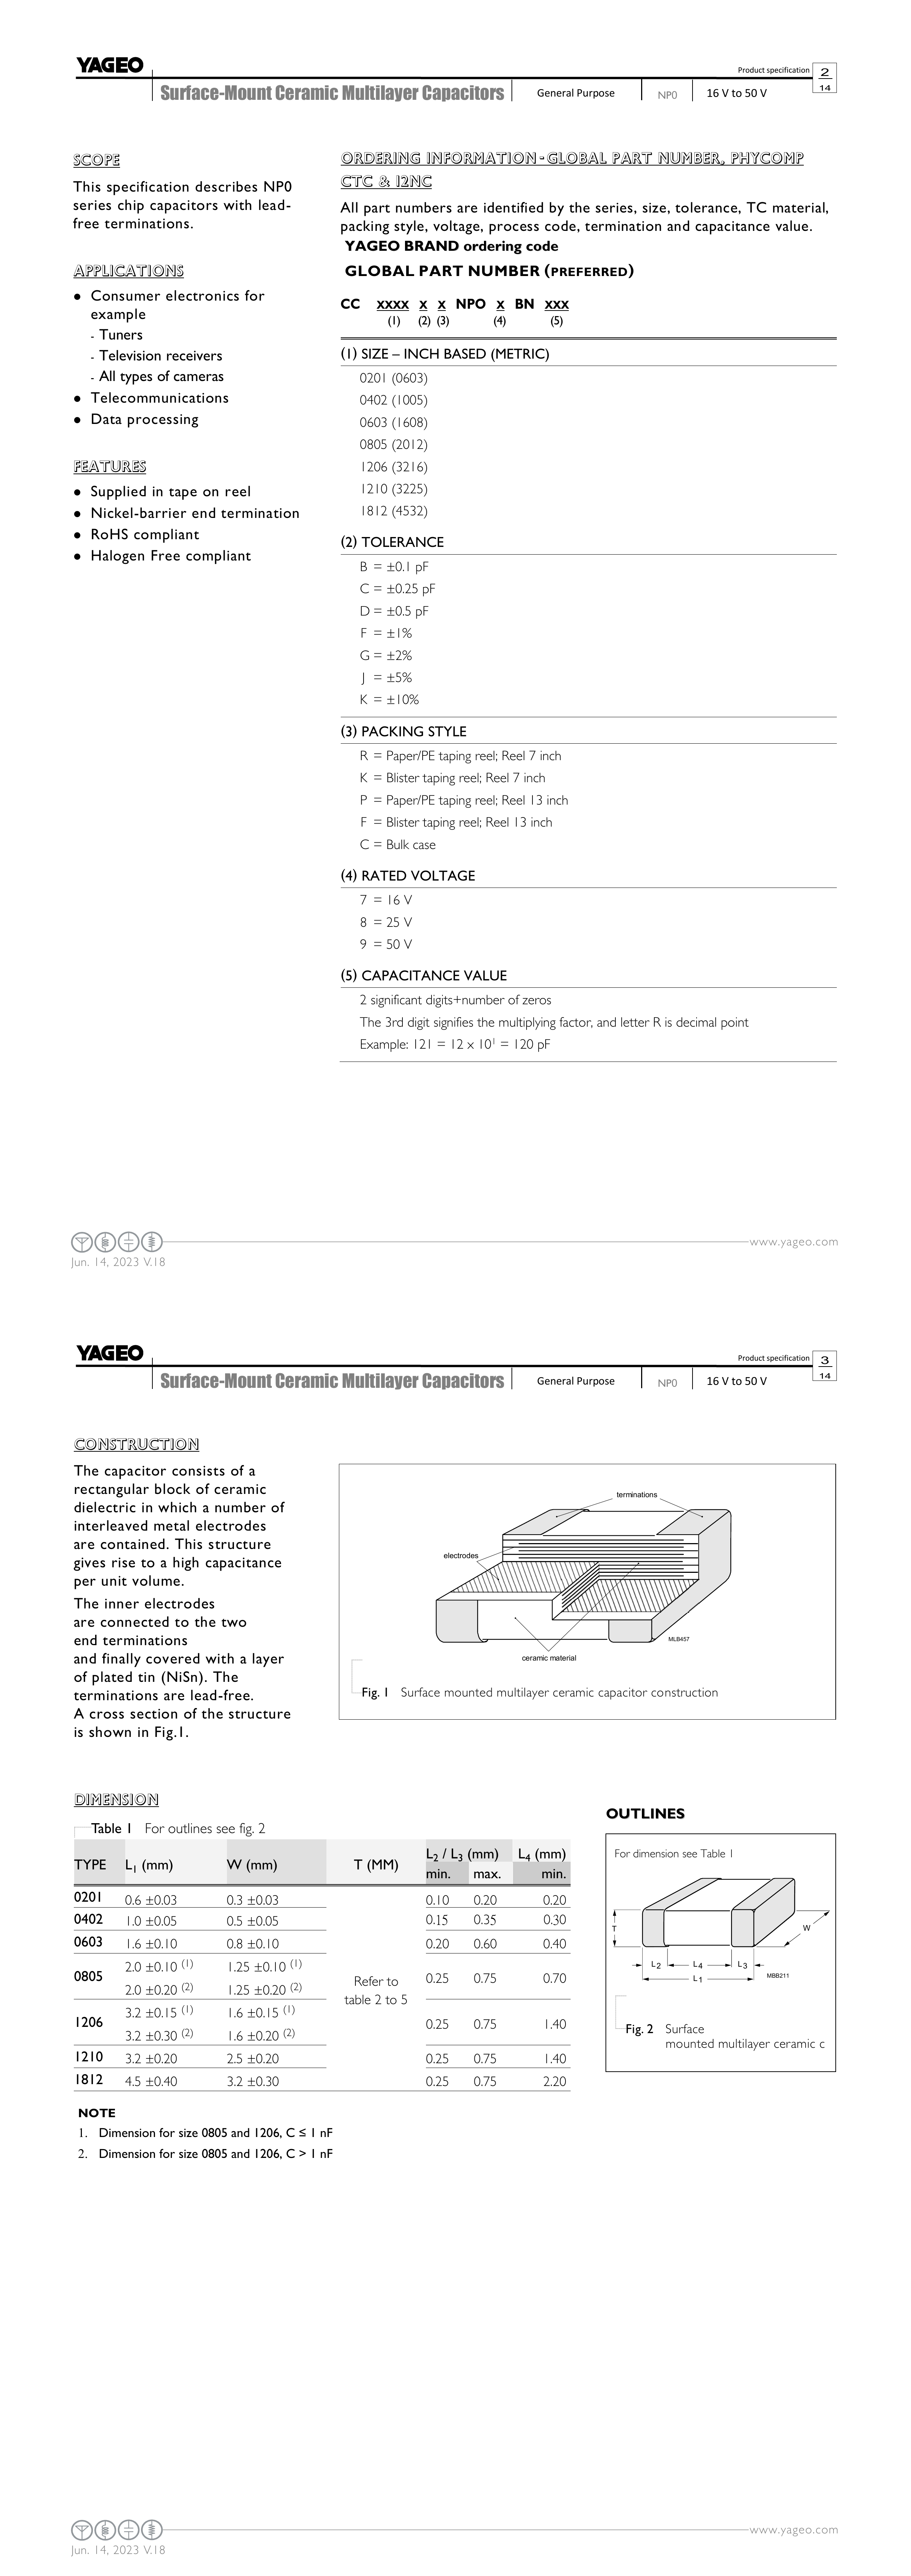 YAGEO
Product specification
2
14
Surface-Mount Ceramic Multilayer Capacitors
General Purpose
NP0
16 V to 50 V
SCOPE
This specification describes NP0
series chip capacitors with lead-
free terminations.
APPLICATIONS
● Consumer electronics for
example
- Tuners
- Television receivers
- All types of cameras
● Telecommunications
● Data processing
FEATURES
● Supplied in tape on reel
● Nickel-barrier end termination
● RoHS compliant
● Halogen Free compliant
ORDERING INFORMATION - GLOBAL PART NUMBER, PHYCOMP
CTC & 12NC
All part numbers are identified by the series, size, tolerance, TC material,
packing style, voltage, process code, termination and capacitance value.
YAGEO BRAND ordering code
GLOBAL PART NUMBER (PREFERRED)
CC xxxx x x NPO x BN xxx
(1) (2) (3) (4) (5)
(1) SIZE – INCH BASED (METRIC)
0201 (0603)
0402 (1005)
0603 (1608)
0805 (2012)
1206 (3216)
1210 (3225)
1812 (4532)
(2) TOLERANCE
B = ±0.1 pF
C = ±0.25 pF
D = ±0.5 pF
F = ±1%
G = ±2%
J = ±5%
K = ±10%
(3) PACKING STYLE
R = Paper/PE taping reel; Reel 7 inch
K = Blister taping reel; Reel 7 inch
P = Paper/PE taping reel; Reel 13 inch
F = Blister taping reel; Reel 13 inch
C = Bulk case
(4) RATED VOLTAGE
7 = 16 V
8 = 25 V
9 = 50 V
(5) CAPACITANCE VALUE
2 significant digits+number of zeros
The 3rd digit signifies the multiplying factor, and letter R is decimal point
Example: 121 = 12 x 10¹ = 120 pF
www.yageo.com
Jun. 14, 2023 V.18
YAGEO
Product specification
3
14
Surface-Mount Ceramic Multilayer Capacitors
General Purpose
NP0
16 V to 50 V
CONSTRUCTION
The capacitor consists of a
rectangular block of ceramic
dielectric in which a number of
interleaved metal electrodes
are contained. This structure
gives rise to a high capacitance
per unit volume.
The inner electrodes
are connected to the two
end terminations
and finally covered with a layer
of plated tin (NiSn). The
terminations are lead-free.
A cross section of the structure
is shown in Fig.1.
terminations
electrodes
MLB457
ceramic material
Fig. 1 Surface mounted multilayer ceramic capacitor construction
DIMENSION
Table 1 For outlines see fig. 2
TYPE L₁ (mm) W (mm) T (MM) L₂ / L₃ (mm) L₄ (mm)
min. max. min.
0201 0.6 ±0.03 0.3 ±0.03 0.10 0.20 0.20
0402 1.0 ±0.05 0.5 ±0.05 0.15 0.35 0.30
0603 1.6 ±0.10 0.8 ±0.10 0.20 0.60 0.40
0805 2.0 ±0.10 (1) 1.25 ±0.10 (1) 0.25 0.75 0.70
2.0 ±0.20 (2) 1.25 ±0.20 (2)
Refer to
table 2 to 5
1206 3.2 ±0.15 (1) 1.6 ±0.15 (1) 0.25 0.75 1.40
3.2 ±0.30 (2) 1.6 ±0.20 (2)
1210 3.2 ±0.20 2.5 ±0.20 0.25 0.75 1.40
1812 4.5 ±0.40 3.2 ±0.30 0.25 0.75 2.20
NOTE
1. Dimension for size 0805 and 1206, C ≤ 1 nF
2. Dimension for size 0805 and 1206, C > 1 nF
OUTLINES
For dimension see Table 1
T
W
L₂ L₄ L₃
L₁
MBB211
Fig. 2 Surface
mounted multilayer ceramic c
www.yageo.com
Jun. 14, 2023 V.18